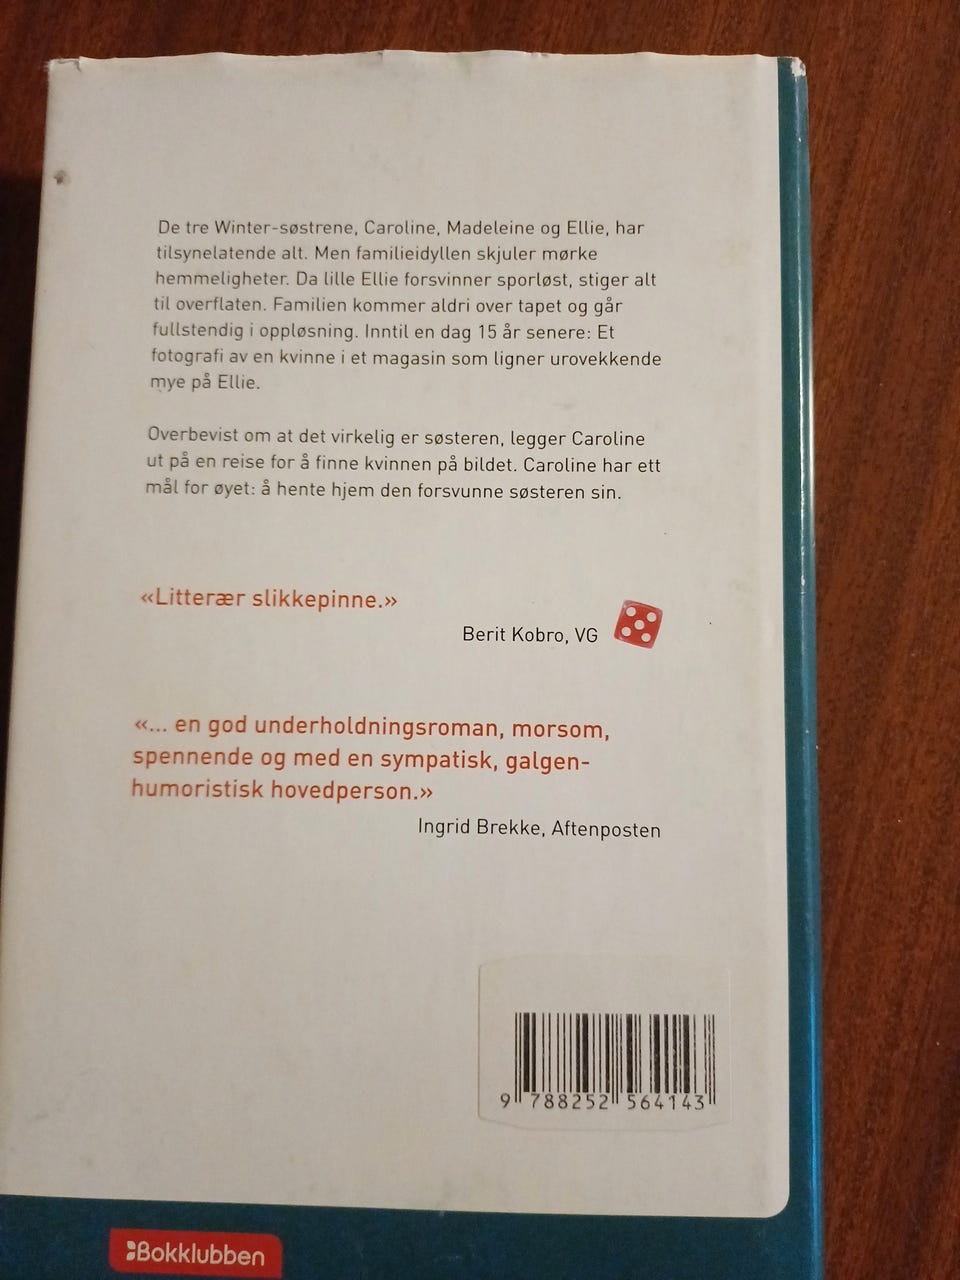 De tre Winter-søstrene, Caroline, Madeleine og Ellie, har
tilsynelatende alt. Men familieidyllen skjuler mørke
hemmeligheter. Da lille Ellie forsvinner sporløst, stiger alt
til overflaten. Familien kommer aldri over tapet og går
fullstendig i oppløsning. Inntil en dag 15 år senere: Et
fotografi av en kvinne i et magasin som ligner urovekkende
mye på Ellie.
Overbevist om at det virkelig er søsteren, legger Caroline
ut på en reise for å finne kvinnen på bildet. Caroline har ett
mål for øyet: å hente hjem den forsvunne søsteren sin.
«Litterær slikkepinne.»
Berit Kobro, VG
«... en god underholdningsroman, morsom,
spennende og med en sympatisk, galgen-
humoristisk hovedperson.»
Ingrid Brekke, Aftenposten
9 788252 564143
Bokklubben